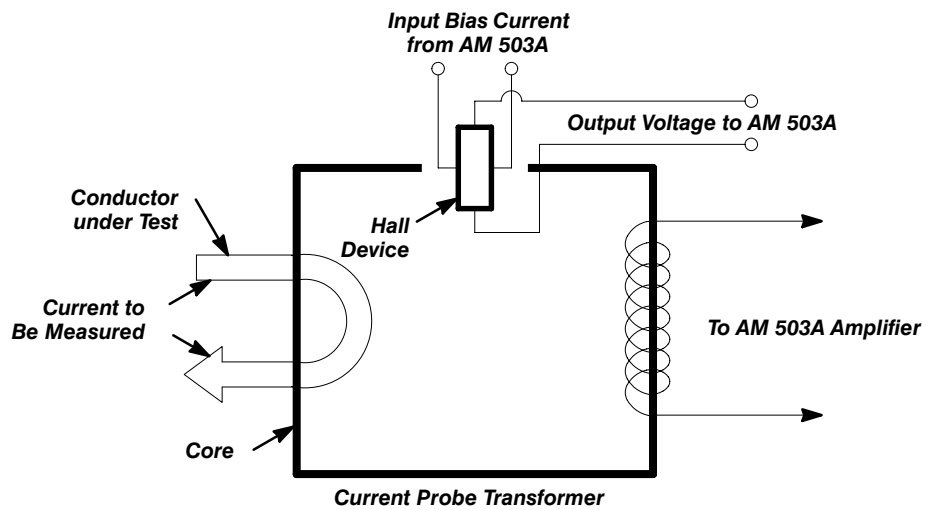 Input Bias Current
from AM 503A
Output Voltage to AM 503A
Conductor
under Test
Hall
Device
Current to
Be Measured
To AM 503A Amplifier
Core
Current Probe Transformer